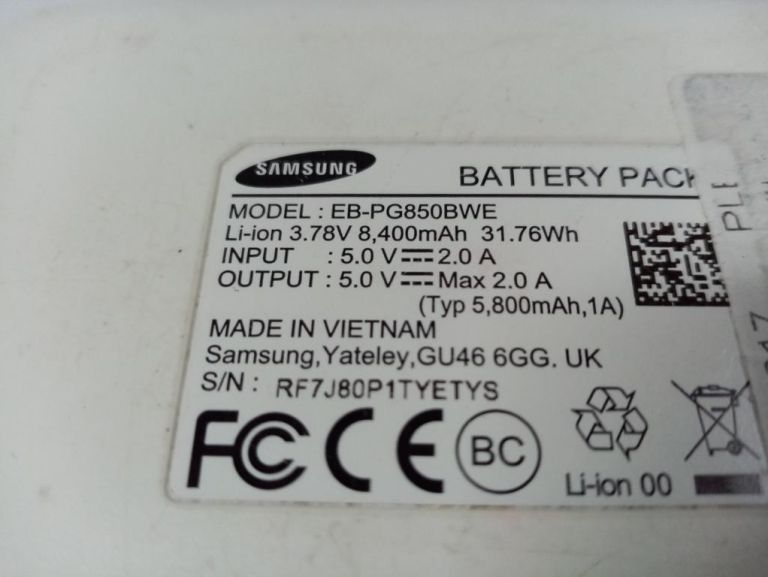 SAMSUNG
BATTERY PACK
MODEL : EB-PG850BWE
Li-ion 3.78V 8,400mAh 31.76Wh
INPUT : 5.0 V⎓2.0 A
OUTPUT : 5.0 V⎓Max 2.0 A
(Typ 5,800mAh,1A)
MADE IN VIETNAM
Samsung,Yateley,GU46 6GG. UK
S/N : RF7J80P1TYETYS
FC CE BC
Li-ion 00